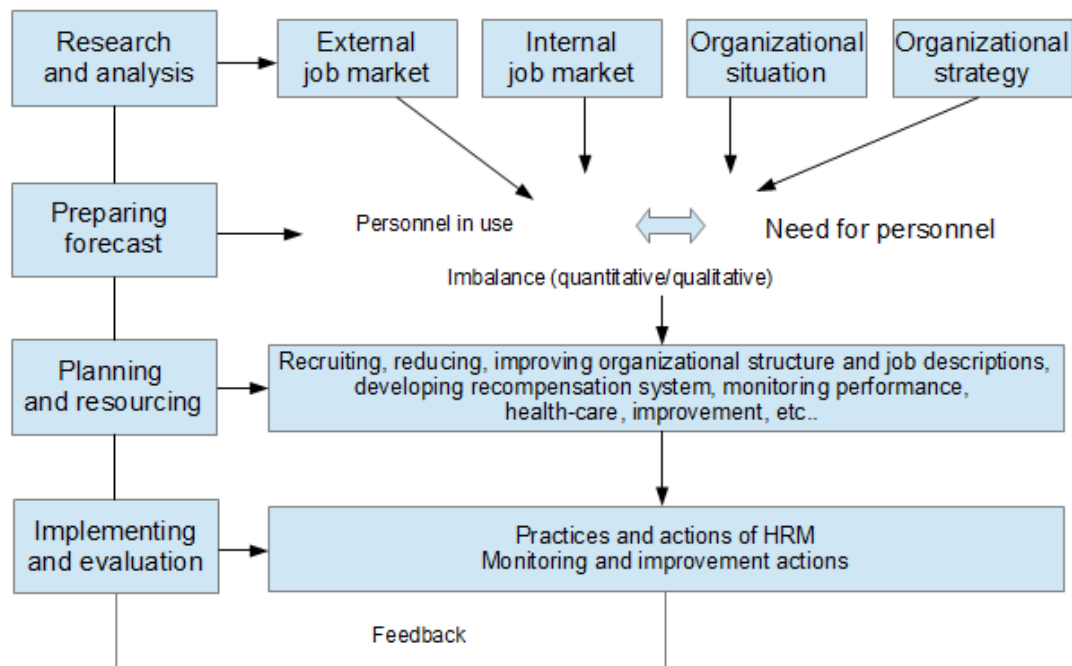 Research
and analysis
External
job market
Internal
job market
Organizational
situation
Organizational
strategy
Preparing
forecast
Personnel in use
Need for personnel
Imbalance (quantitative/qualitative)
Planning
and resourcing
Recruiting, reducing, improving organizational structure and job descriptions,
developing recompensation system, monitoring performance,
health-care, improvement, etc..
Implementing
and evaluation
Practices and actions of HRM
Monitoring and improvement actions
Feedback